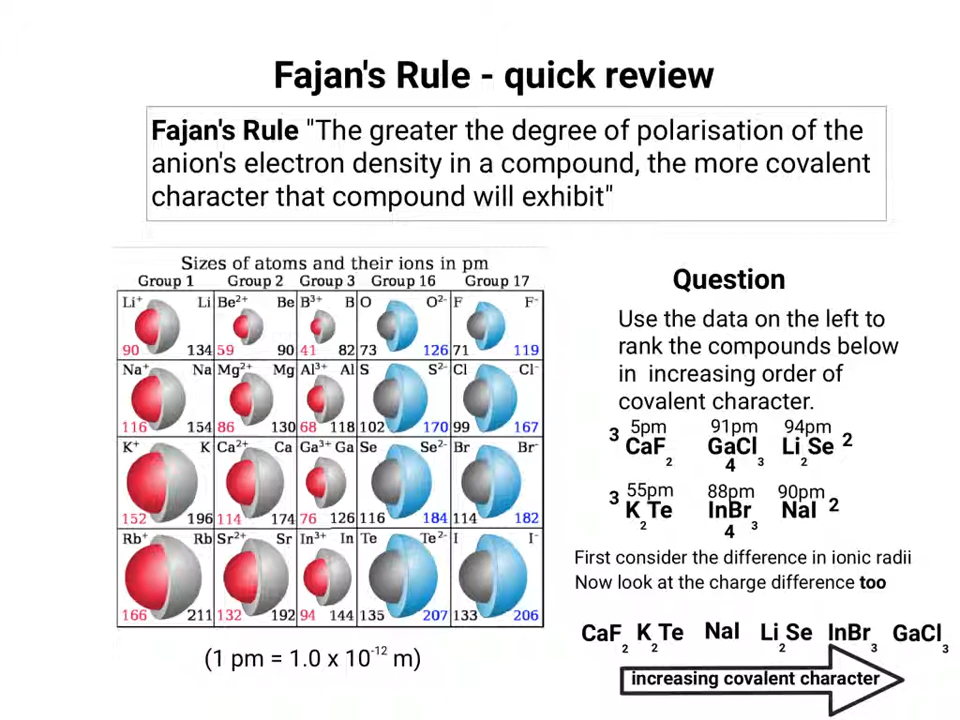 Fajan's Rule - quick review
Fajan's Rule "The greater the degree of polarisation of the
anion's electron density in a compound, the more covalent
character that compound will exhibit"
Sizes of atoms and their ions in pm
Group 1 Group 2 Group 3 Group 16 Group 17
Li⁺ Li Be²⁺ Be B³⁺ B O O²⁻ F F⁻
90 134 59 90 41 82 73 126 71 119
Na⁺ Na Mg²⁺ Mg Al³⁺ Al S S²⁻ Cl Cl⁻
116 154 86 130 68 118 102 170 99 167
K⁺ K Ca²⁺ Ca Ga³⁺ Ga Se Se²⁻ Br Br⁻
152 196 114 174 76 126 116 184 114 182
Rb⁺ Rb Sr²⁺ Sr In³⁺ In Te Te²⁻ I I⁻
166 211 132 192 94 144 135 207 133 206
(1 pm = 1.0 x 10⁻¹² m)
Question
Use the data on the left to
rank the compounds below
in increasing order of
covalent character.
5pm 91pm 94pm
3 CaF₂ GaCl₃ Li₂Se 2
4
55pm 88pm 90pm
3 K₂Te InBr₃ NaI 2
4
First consider the difference in ionic radii
Now look at the charge difference too
CaF₂ K₂Te NaI Li₂Se InBr₃ GaCl₃
increasing covalent character